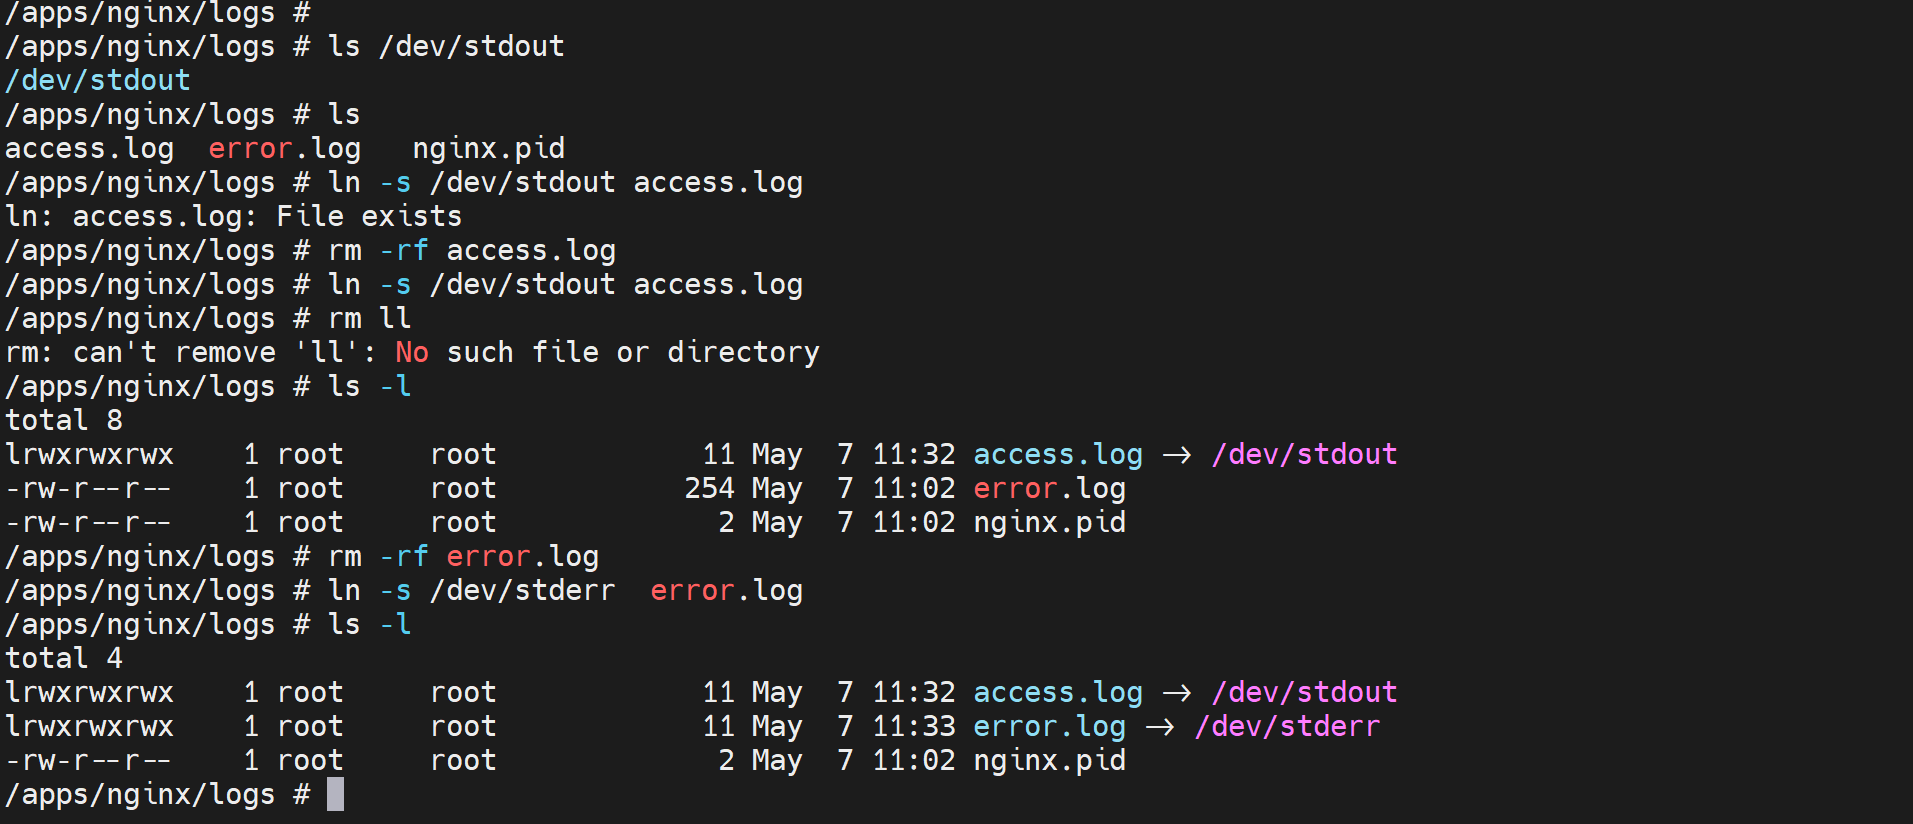 /apps/nginx/logs #
/apps/nginx/logs # ls /dev/stdout
/dev/stdout
/apps/nginx/logs # ls
access.log  error.log   nginx.pid
/apps/nginx/logs # ln -s /dev/stdout access.log
ln: access.log: File exists
/apps/nginx/logs # rm -rf access.log
/apps/nginx/logs # ln -s /dev/stdout access.log
/apps/nginx/logs # rm ll
rm: can't remove 'll': No such file or directory
/apps/nginx/logs # ls -l
total 8
lrwxrwxrwx    1 root     root            11 May  7 11:32 access.log -> /dev/stdout
-rw-r--r--    1 root     root           254 May  7 11:02 error.log
-rw-r--r--    1 root     root             2 May  7 11:02 nginx.pid
/apps/nginx/logs # rm -rf error.log
/apps/nginx/logs # ln -s /dev/stderr  error.log
/apps/nginx/logs # ls -l
total 4
lrwxrwxrwx    1 root     root            11 May  7 11:32 access.log -> /dev/stdout
lrwxrwxrwx    1 root     root            11 May  7 11:33 error.log -> /dev/stderr
-rw-r--r--    1 root     root             2 May  7 11:02 nginx.pid
/apps/nginx/logs #